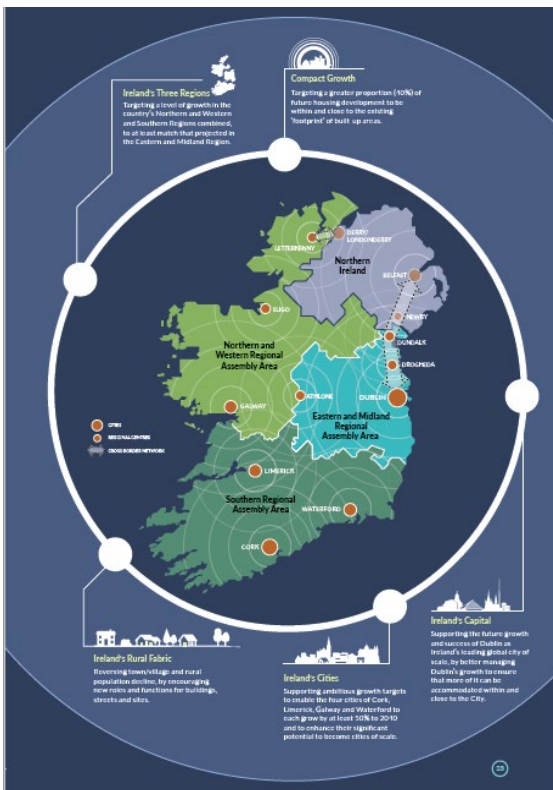 Ireland's Three Regions
Targeting a level of growth in the
country's Northern and Western
and Southern Regions combined,
to at least match that projected in
the Eastern and Midland Region.
Compact Growth
Targeting a greater proportion (40%) of
future housing development to be
within and close to the existing
'footprint' of built up areas.
LETTERKENNY
DERRY/
LONDONDERRY
Northern
Ireland
BELFAST
NEWRY
SLIGO
DUNDALK
Northern and
Western Regional
Assembly Area
DROGHEDA
ATHLONE
DUBLIN
GALWAY
Eastern and Midland
Regional
Assembly Area
CITIES
REGIONAL CENTRES
CROSS BORDER NETWORK
LIMERICK
Southern Regional
Assembly Area
WATERFORD
CORK
Ireland's Capital
Supporting the future growth
and success of Dublin as
Ireland's leading global city of
scale, by better managing
Dublin's growth to ensure
that more of it can be
accommodated within and
close to the City.
Ireland's Rural Fabric
Reversing town/village and rural
population decline, by encouraging
new roles and functions for buildings,
streets and sites.
Ireland's Cities
Supporting ambitious growth targets
to enable the four cities of Cork,
Limerick, Galway and Waterford to
each grow by at least 50% to 2040
and to enhance their significant
potential to become cities of scale.